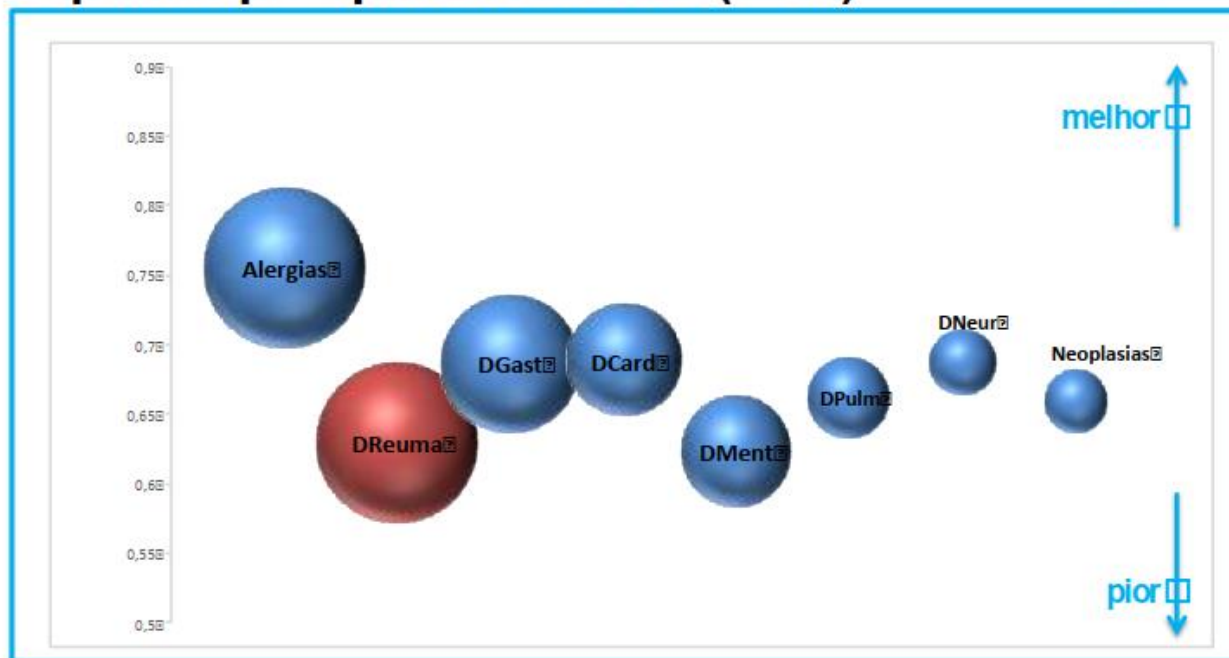 0,9
melhor
0,85
0,8
Alergias
0,75
0,7
DNeur
Neoplasias
DGast
DCard
DPulm
0,65
DReuma
DMent
0,6
0,55
pior
0,5